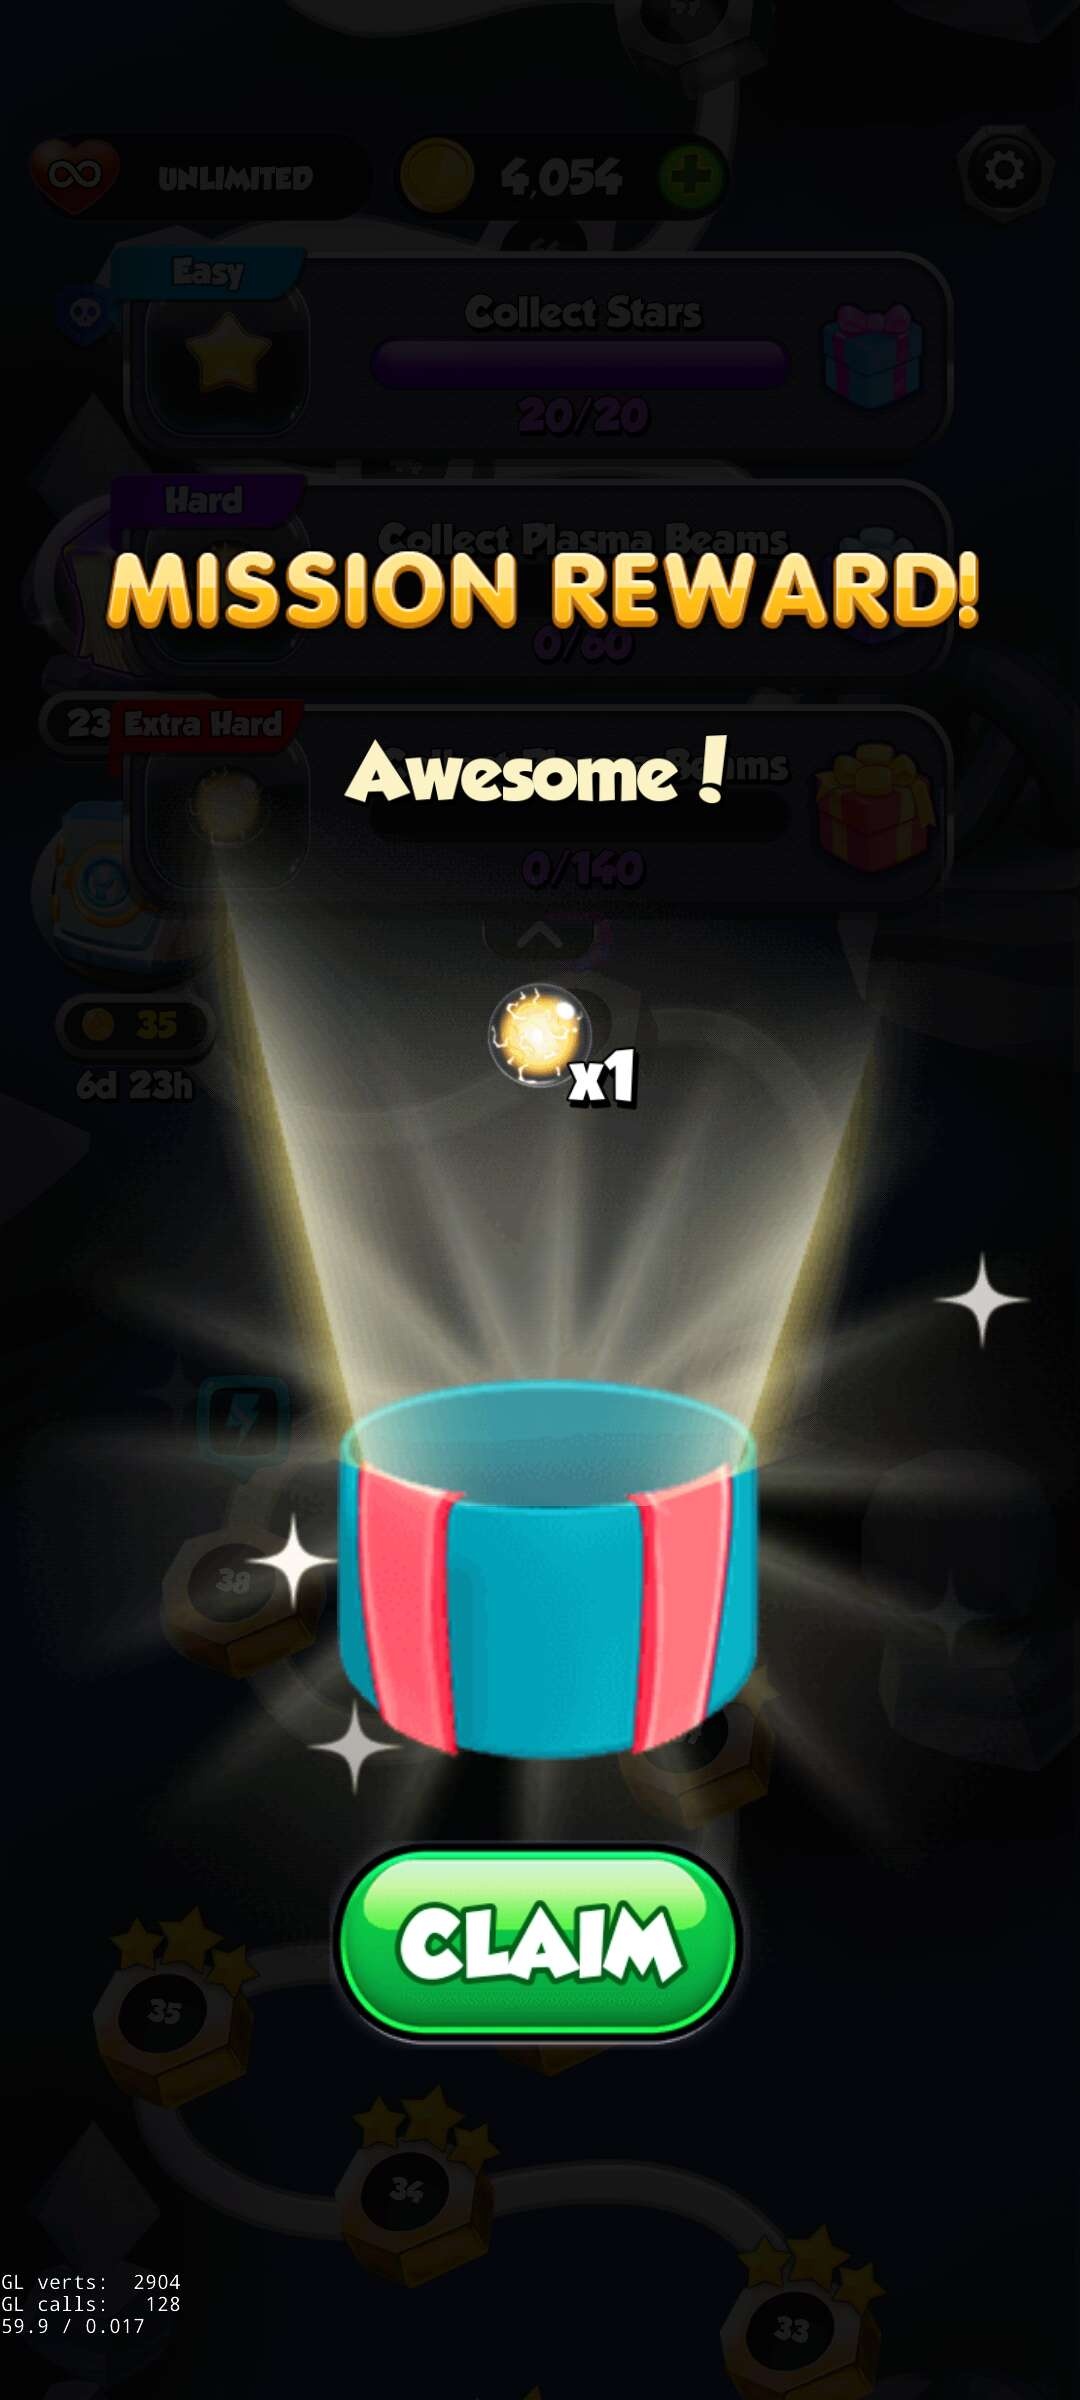 UNLIMITED
4,054
Easy
Collect Stars
20/20
Hard
Collect Plasma Beams
MISSION REWARD!
0/60
23
Extra Hard
Awesome!
0/140
x1
35
6d 23h
38
CLAIM
35
34
33
GL verts: 2904
GL calls: 128
59.9 / 0.017